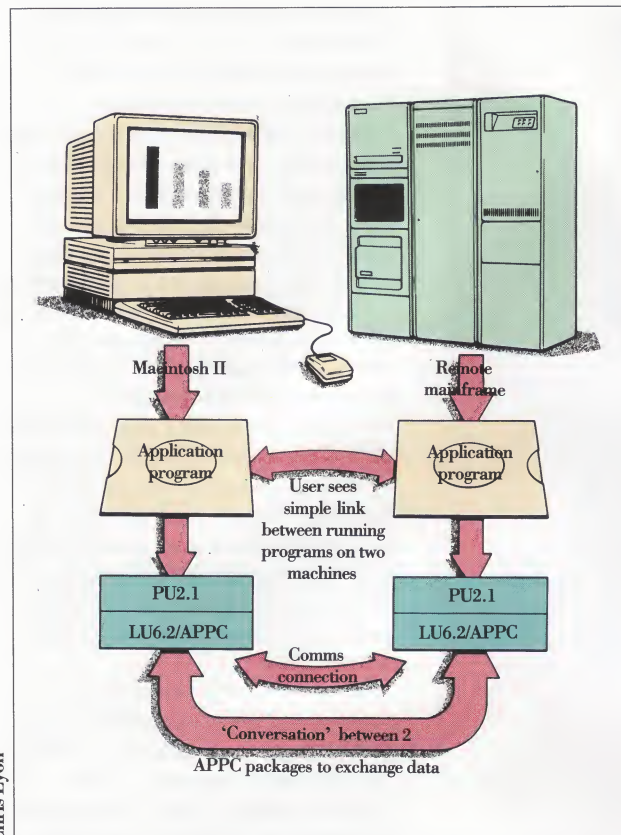 Macintosh II
Remote
mainframe
Application
program
Application
program
User sees
simple link
between running
programs on two
machines
PU2.1
LU6.2/APPC
PU2.1
LU6.2/APPC
Comms
connection
'Conversation' between 2
APPC packages to exchange data
Lyon